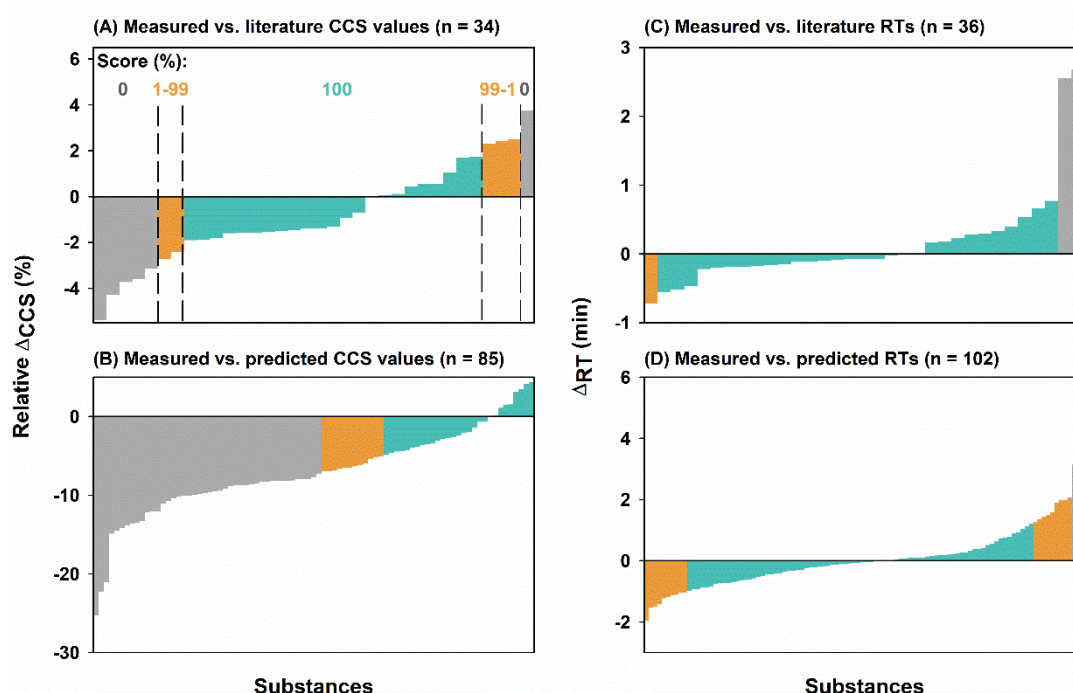 (A) Measured vs. literature CCS values (n = 34)
6
4
2
0
-2
-4
Score (%):
0 1-99 100 99-1 0
(B) Measured vs. predicted CCS values (n = 85)
0
-10
-20
-30
Relative ΔCCS (%)
Substances
(C) Measured vs. literature RTs (n = 36)
3
2
1
0
-1
(D) Measured vs. predicted RTs (n = 102)
6
4
2
0
-2
ΔRT (min)
Substances